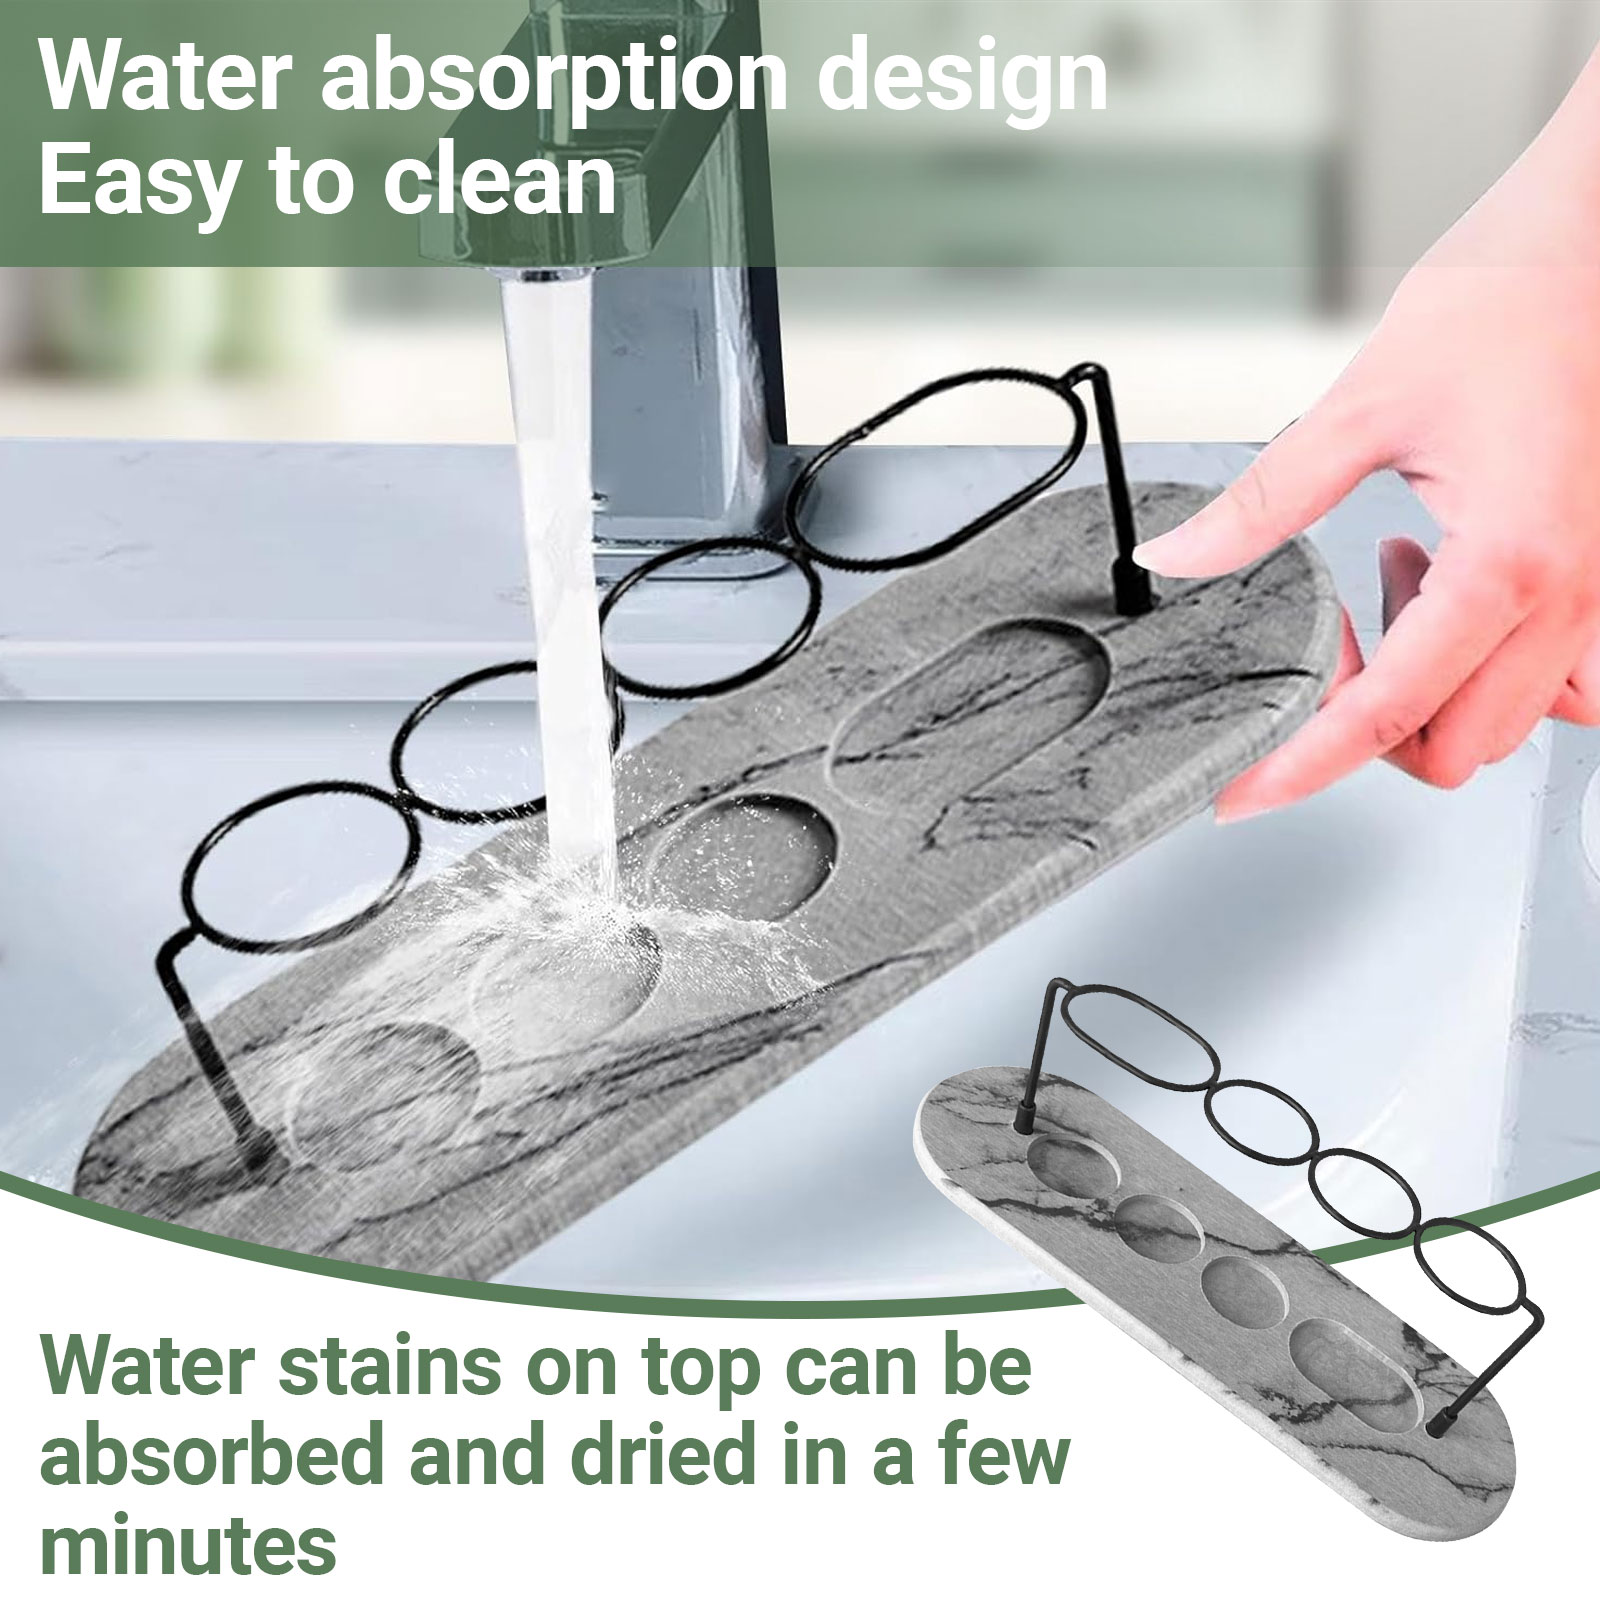 Water absorption design
Easy to clean
Water stains on top can be
absorbed and dried in a few
minutes